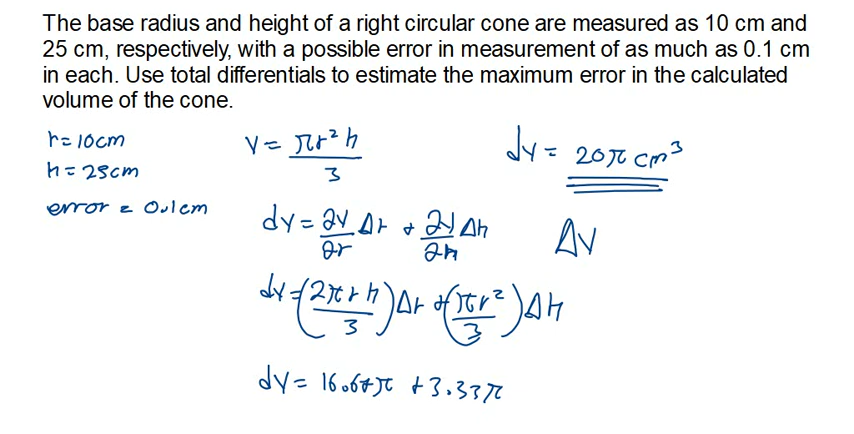 The base radius and height of a right circular cone are measured as 10 cm and
25 cm, respectively, with a possible error in measurement of as much as 0.1 cm
in each. Use total differentials to estimate the maximum error in the calculated
volume of the cone.
r = 10cm
h = 25cm
error = 0.1cm
V = πr²h / 3
dV = ∂V/∂r Δr + ∂V/∂h Δh
dV = (2πrh / 3) Δr + (πr² / 3) Δh
dV = 16.67π + 3.33π
dV = 20π cm³
ΔV